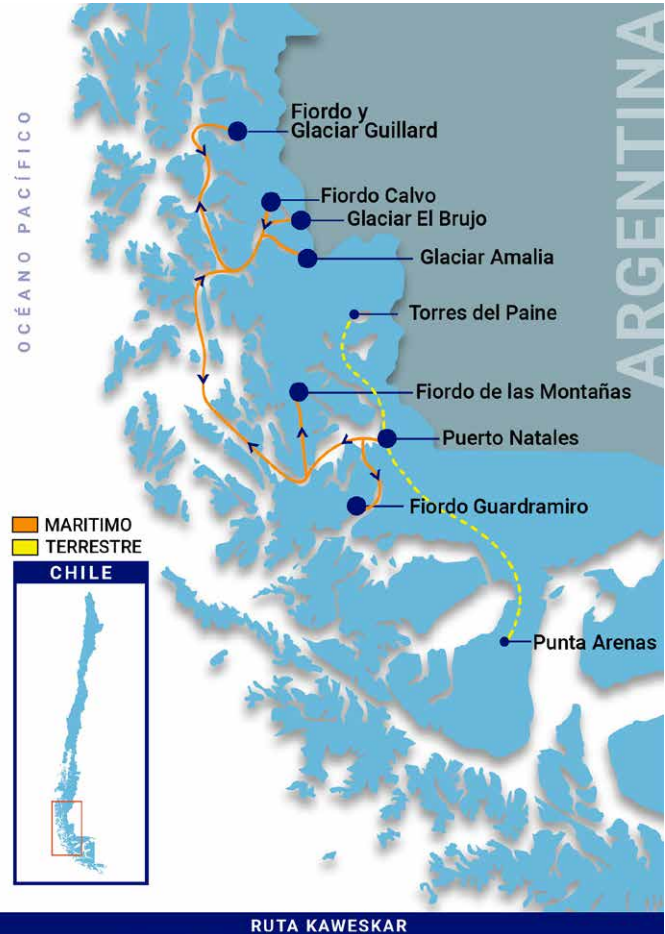 OCÉANO PACÍFICO
ARGENTINA
Fiordo y
Glaciar Guillard
Fiordo Calvo
Glaciar El Brujo
Glaciar Amalia
Torres del Paine
Fiordo de las Montañas
Puerto Natales
Fiordo Guardramiro
MARITIMO
TERRESTRE
CHILE
Punta Arenas
RUTA KAWESKAR